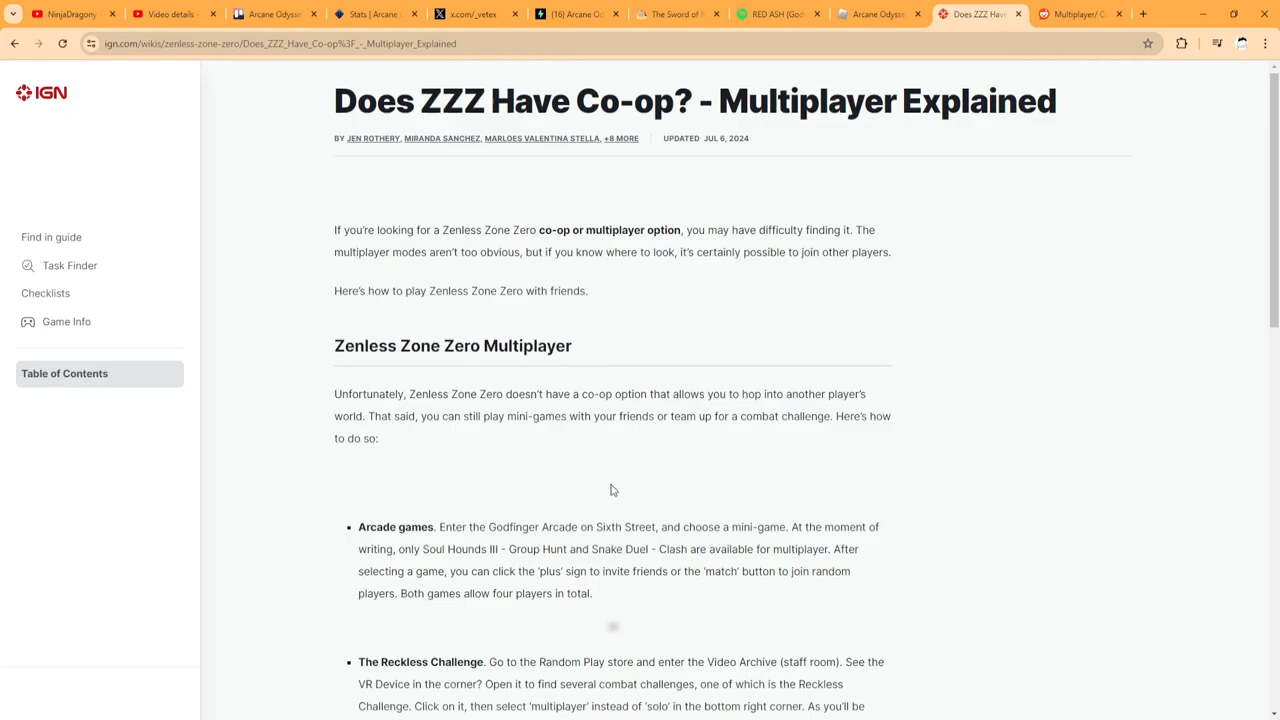 NinjaDragony
Video details -
Arcane Odyss
Stats | Arcane
x.com/_vetex
(16) Arcane Od
The Sword of
RED ASH (God
Arcane Odysse
Does ZZZ Have
Multiplayer/ C
ign.com/wikis/zenless-zone-zero/Does_ZZZ_Have_Co-op%3F_-_Multiplayer_Explained
IGN
Find in guide
Task Finder
Checklists
Game Info
Table of Contents
Does ZZZ Have Co-op? - Multiplayer Explained
BY JEN ROTHERY, MIRANDA SANCHEZ, MARLOES VALENTINA STELLA, +8 MORE UPDATED JUL 6, 2024
If you're looking for a Zenless Zone Zero co-op or multiplayer option, you may have difficulty finding it. The
multiplayer modes aren't too obvious, but if you know where to look, it's certainly possible to join other players.
Here's how to play Zenless Zone Zero with friends.
Zenless Zone Zero Multiplayer
Unfortunately, Zenless Zone Zero doesn't have a co-op option that allows you to hop into another player's
world. That said, you can still play mini-games with your friends or team up for a combat challenge. Here's how
to do so:
Arcade games. Enter the Godfinger Arcade on Sixth Street, and choose a mini-game. At the moment of
writing, only Soul Hounds III - Group Hunt and Snake Duel - Clash are available for multiplayer. After
selecting a game, you can click the 'plus' sign to invite friends or the 'match' button to join random
players. Both games allow four players in total.
The Reckless Challenge. Go to the Random Play store and enter the Video Archive (staff room). See the
VR Device in the corner? Open it to find several combat challenges, one of which is the Reckless
Challenge. Click on it, then select 'multiplayer' instead of 'solo' in the bottom right corner. As you'll be